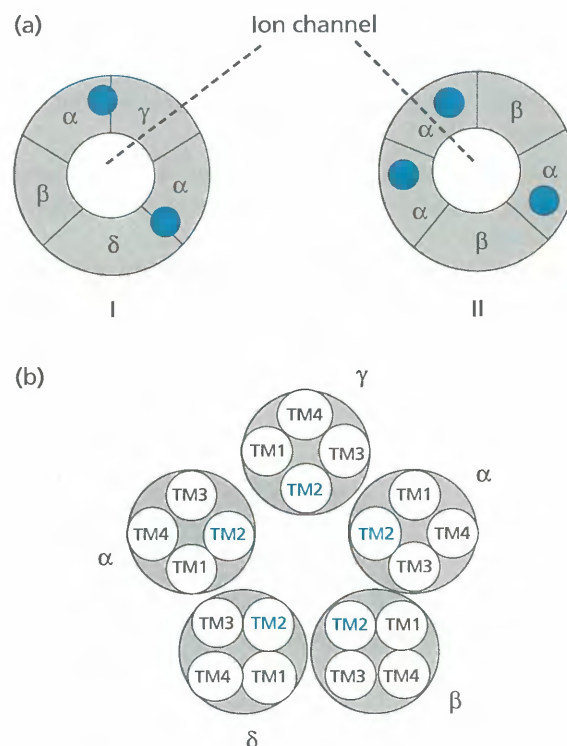 (a)
Ion channel
α γ
β α
δ
I
α β
α α
β
II
(b)
γ
TM4
TM1 TM3
TM2
α
TM3
TM4 TM2
TM1
α
TM1
TM2 TM4
TM3
TM3 TM2
TM4 TM1
δ
TM2 TM1
TM3 TM4
β